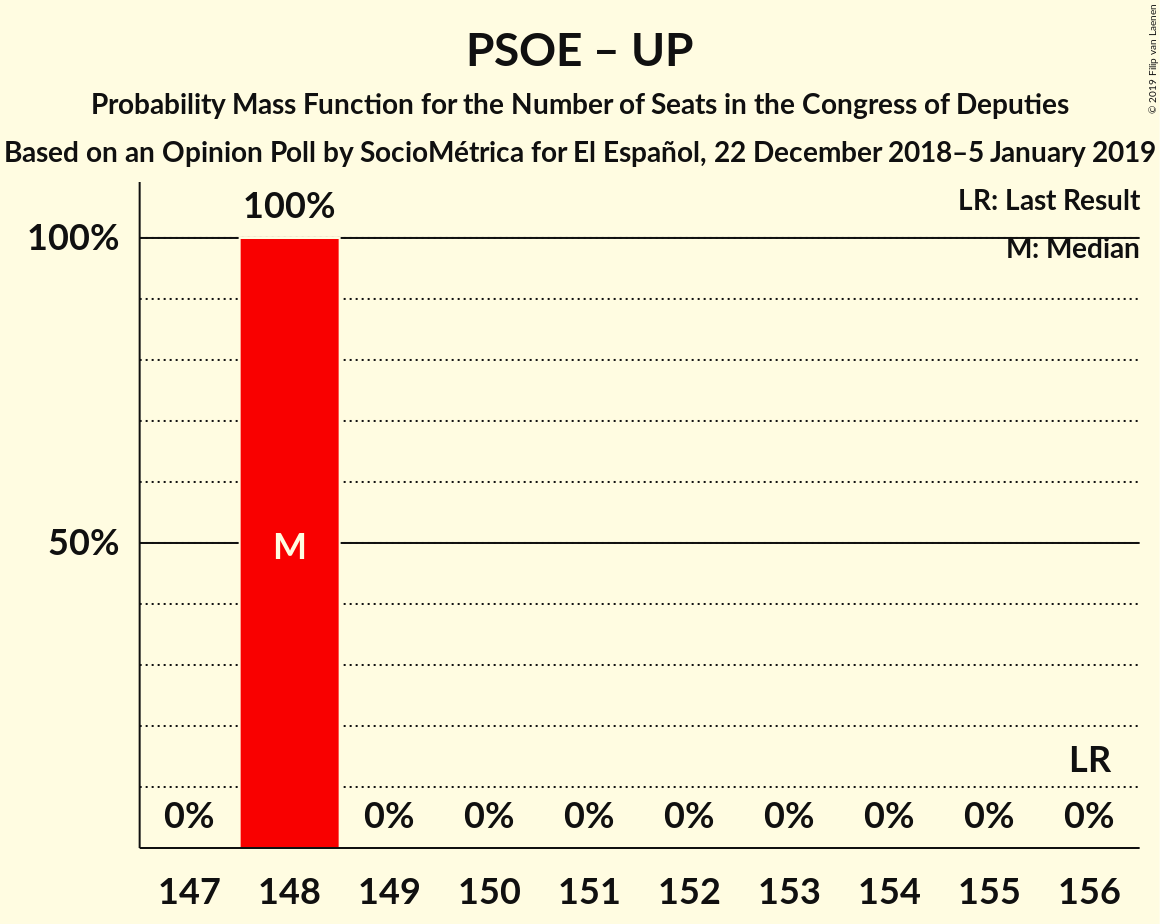 PSOE – UP
Probability Mass Function for the Number of Seats in the Congress of Deputies
Based on an Opinion Poll by SocioMétrica for El Español, 22 December 2018–5 January 2019
© 2019 Filip van Laenen
LR: Last Result
M: Median
100%
100%
50%
M
LR
0% 0% 0% 0% 0% 0% 0% 0% 0%
147 148 149 150 151 152 153 154 155 156